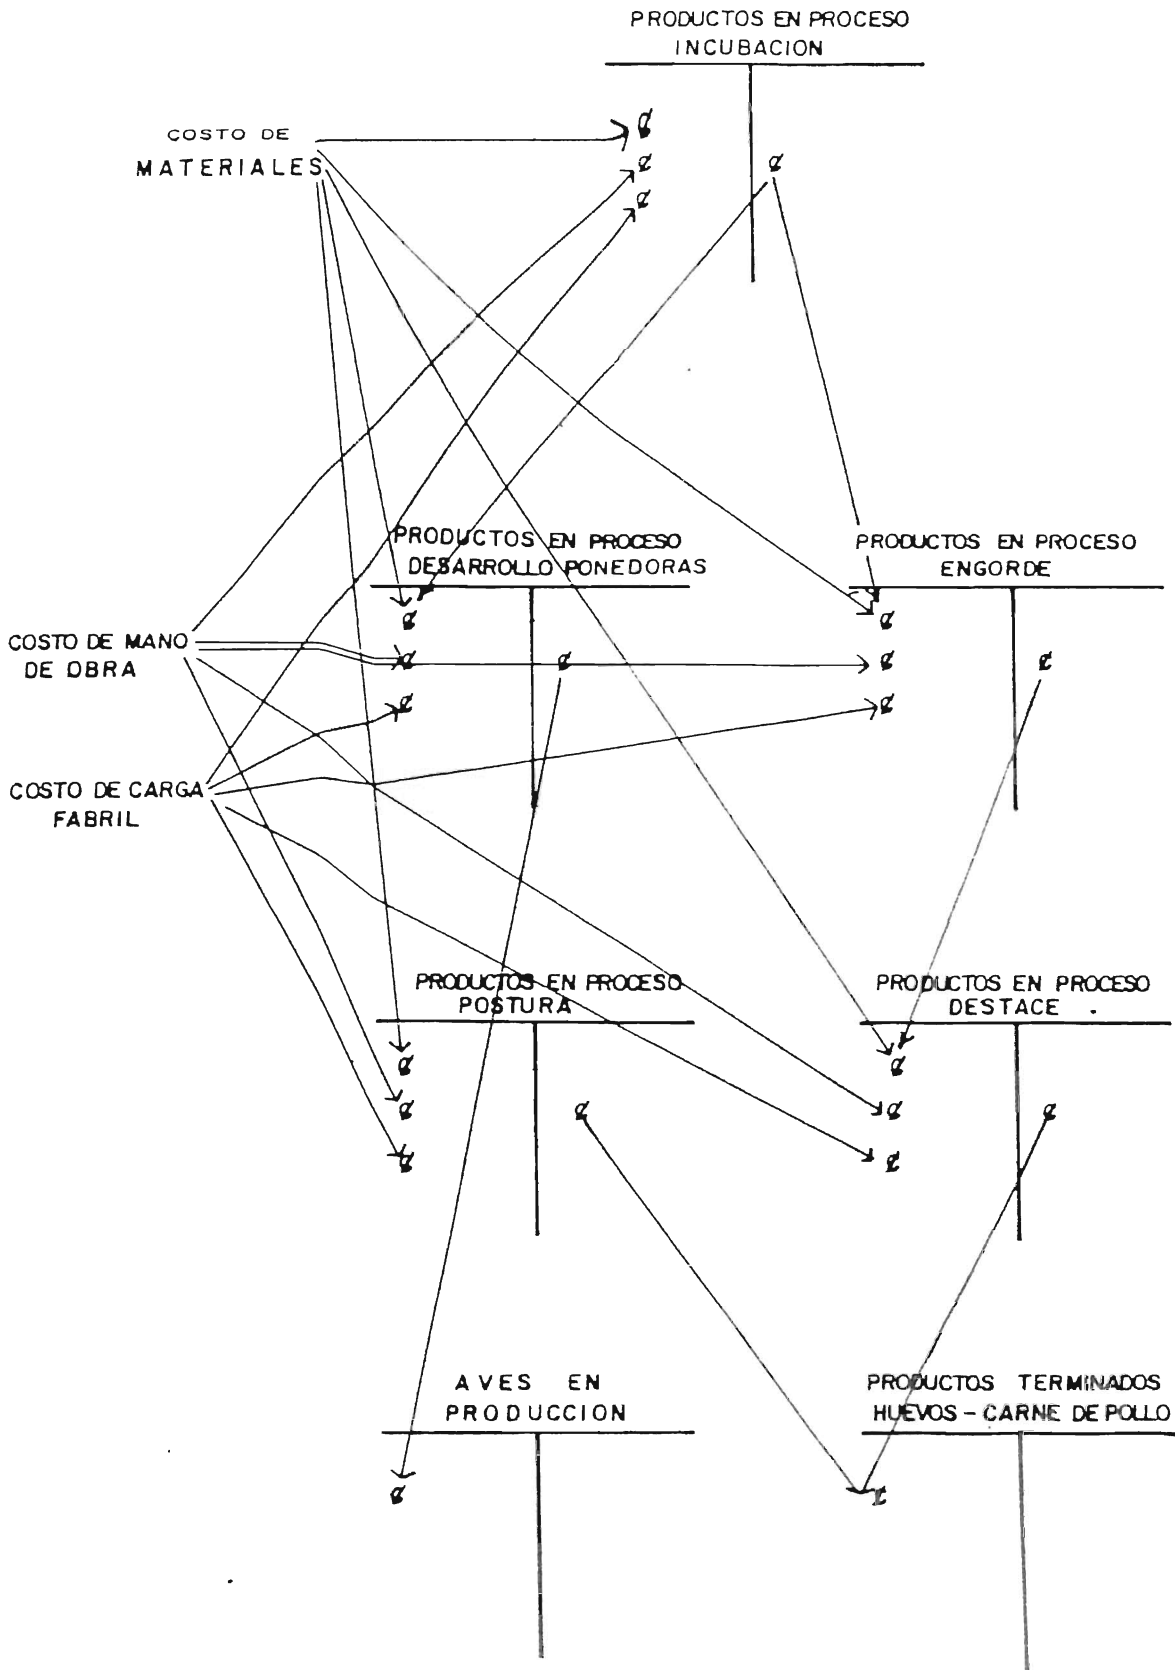 PRODUCTOS EN PROCESO
INCUBACION
¢
COSTO DE
MATERIALES
¢
¢
¢
PRODUCTOS EN PROCESO
DESARROLLO PONEDORAS
PRODUCTOS EN PROCESO
ENGORDE
¢
¢
COSTO DE MANO
DE OBRA
¢
¢
¢
¢
¢
¢
COSTO DE CARGA
FABRIL
PRODUCTOS EN PROCESO
POSTURA
PRODUCTOS EN PROCESO
DESTACE
¢
¢
¢
¢
¢
¢
¢
¢
AVES EN
PRODUCCION
PRODUCTOS TERMINADOS
HUEVOS - CARNE DE POLLO
¢
¢